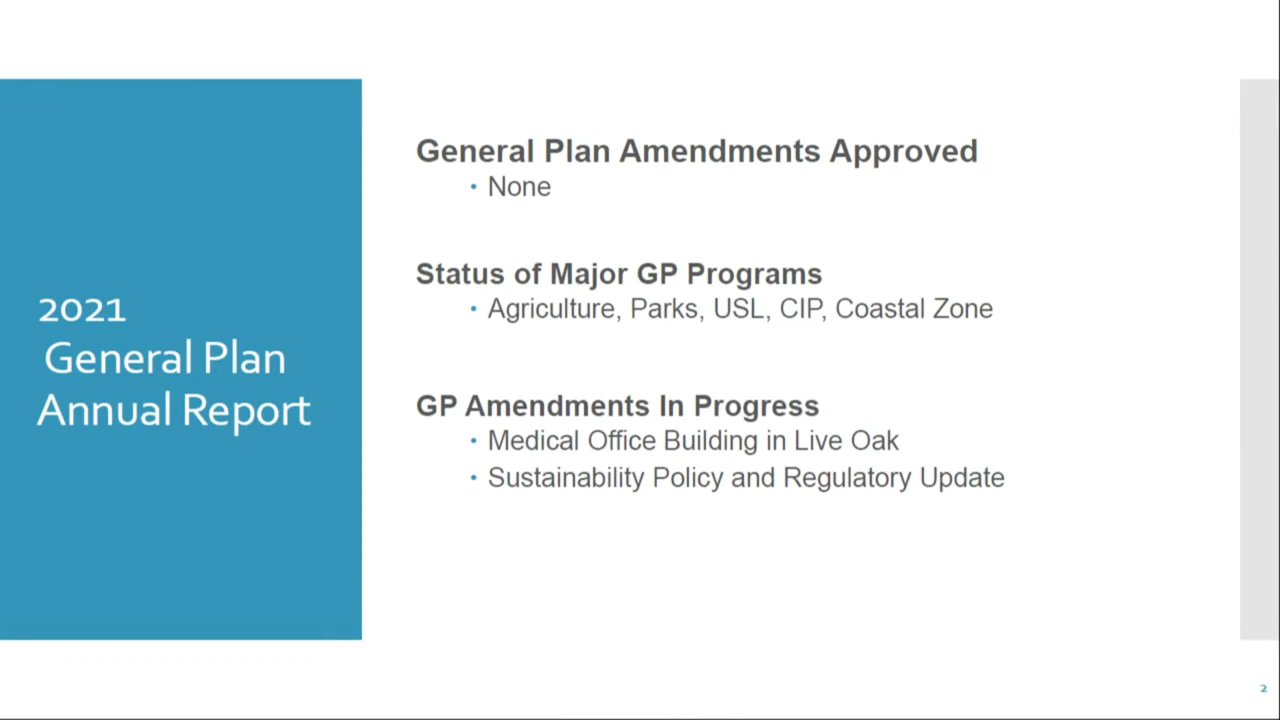 2021
General Plan
Annual Report
General Plan Amendments Approved
• None
Status of Major GP Programs
• Agriculture, Parks, USL, CIP, Coastal Zone
GP Amendments In Progress
• Medical Office Building in Live Oak
• Sustainability Policy and Regulatory Update
2